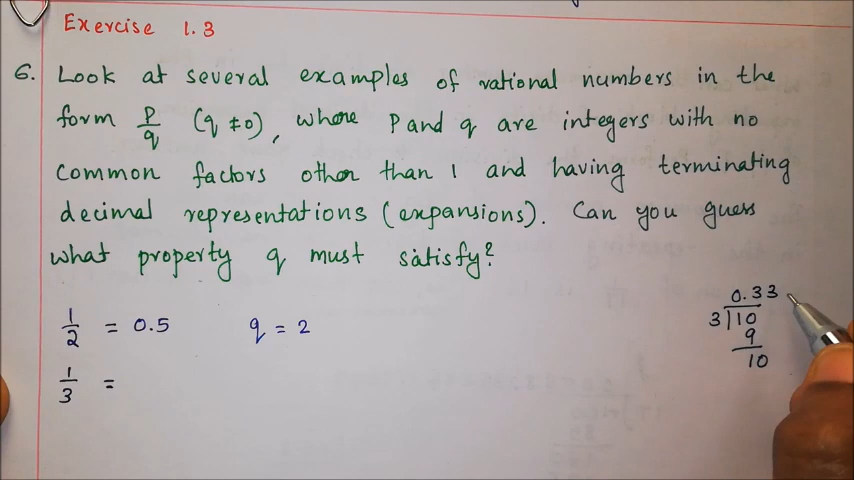 Exercise 1.3
6. Look at several examples of rational numbers in the
form p/q (q ≠ 0), where p and q are integers with no
common factors other than 1 and having terminating
decimal representations (expansions). Can you guess
what property q must satisfy?
1/2 = 0.5 q = 2
1/3 =
0.33
3)10
9
10